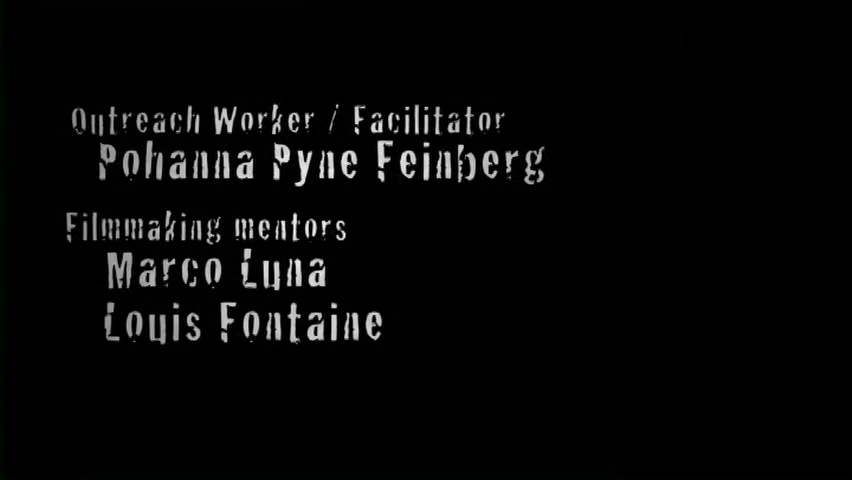 Outreach Worker / Facilitator
Pohanna Pyne Feinberg
Filmmaking mentors
Marco Luna
Louis Fontaine